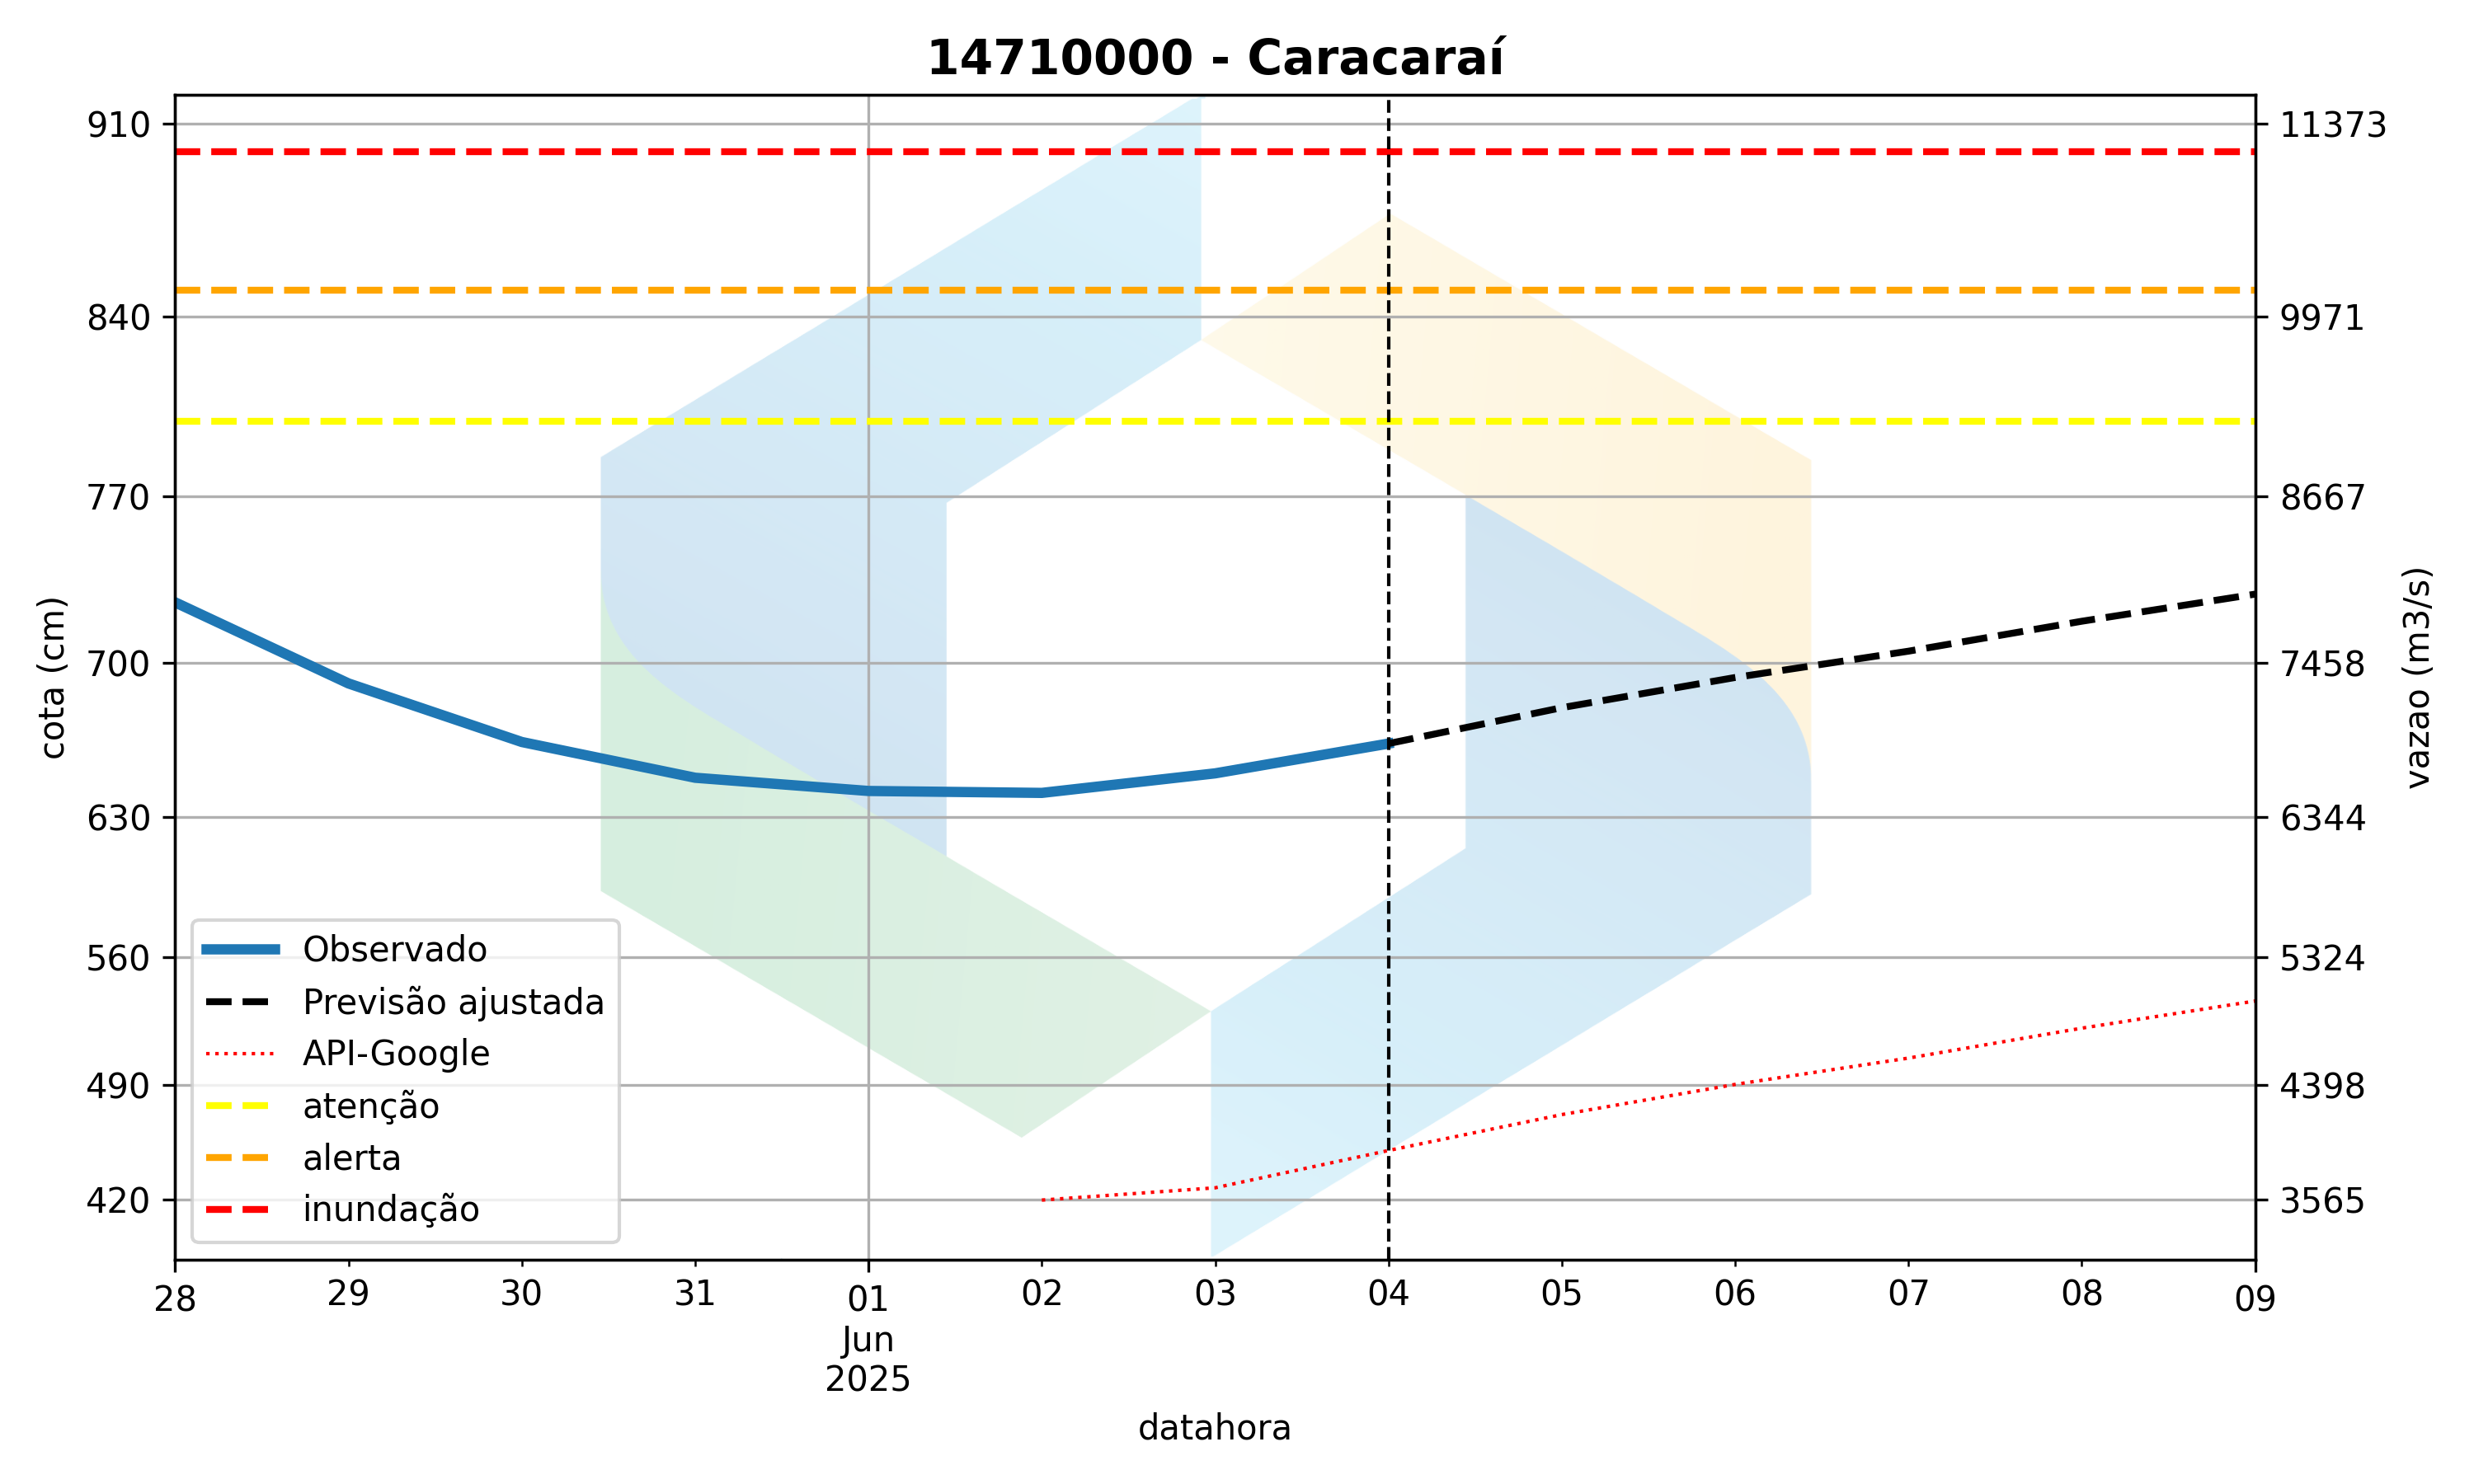 14710000 - Caracaraí
910
840
770
700
630
560
490
420
cota (cm)
11373
9971
8667
7458
6344
5324
4398
3565
vazao (m3/s)
Observado
Previsão ajustada
API-Google
atenção
alerta
inundação
28 29 30 31 01 02 03 04 05 06 07 08 09
Jun
2025
datahora